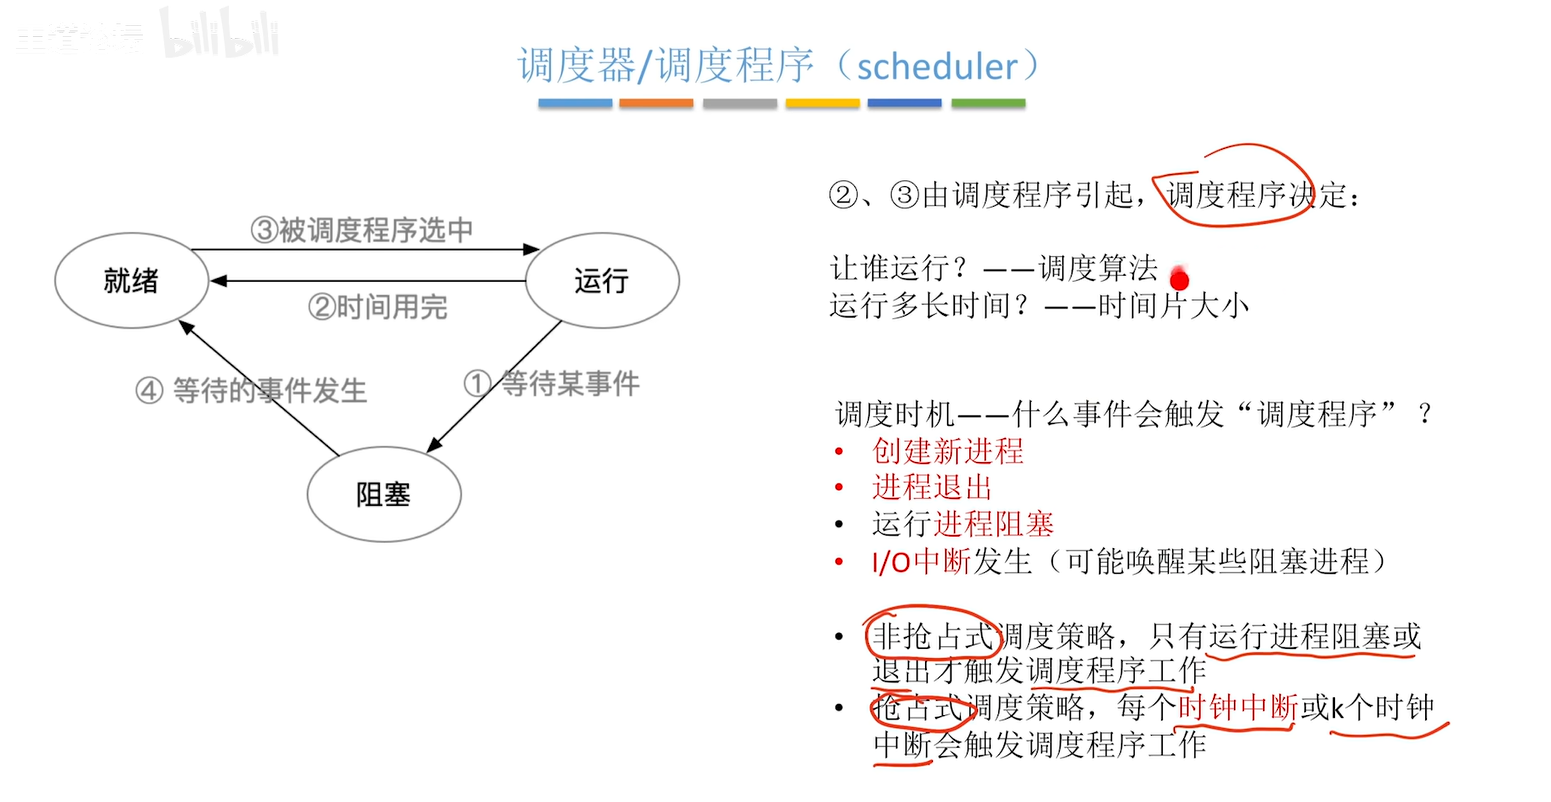 bilibili
调度器/调度程序（scheduler）
③被调度程序选中
就绪
运行
②时间用完
④ 等待的事件发生
① 等待某事件
阻塞
②、③由调度程序引起，调度程序决定：
让谁运行？——调度算法
运行多长时间？——时间片大小
调度时机——什么事件会触发“调度程序”？
• 创建新进程
• 进程退出
• 运行进程阻塞
• I/O中断发生（可能唤醒某些阻塞进程）
• 非抢占式调度策略，只有运行进程阻塞或
退出才触发调度程序工作
• 抢占式调度策略，每个时钟中断或k个时钟
中断会触发调度程序工作